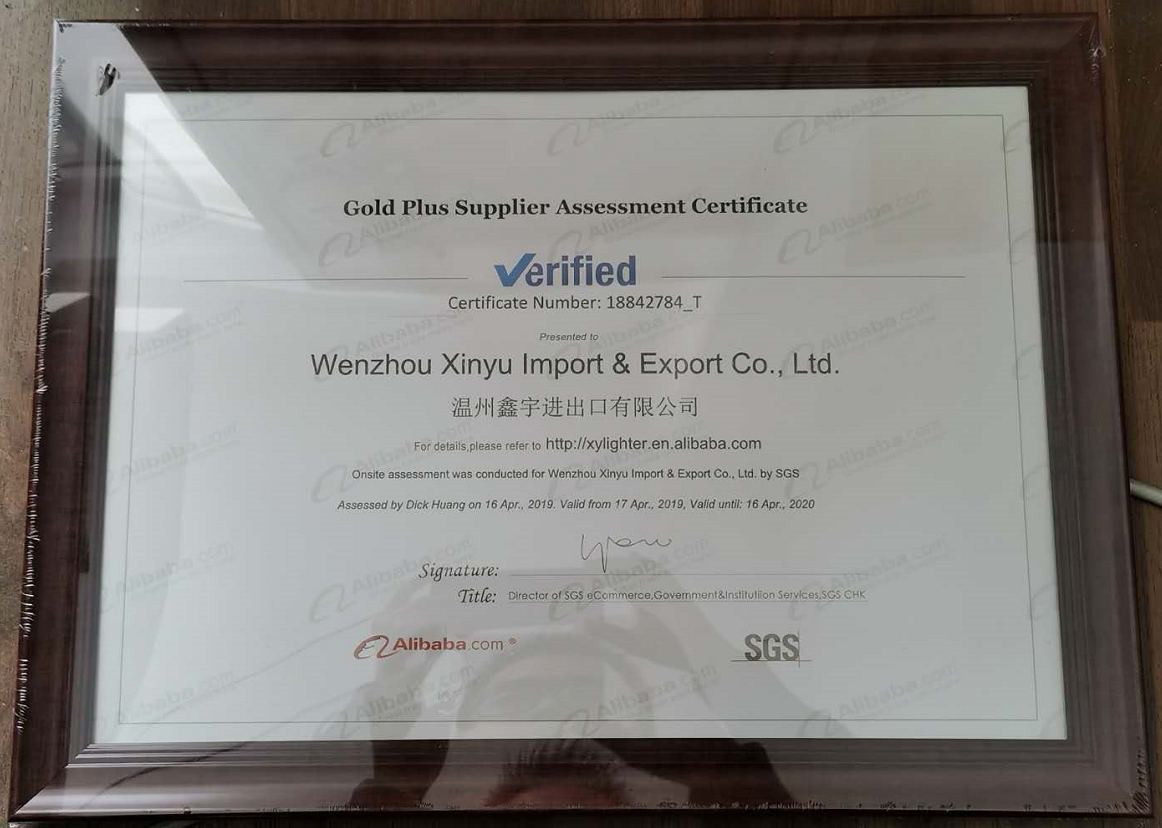 Gold Plus Supplier Assessment Certificate
Verified
Certificate Number: 18842784_T
Presented to
Wenzhou Xinyu Import & Export Co., Ltd.
温州鑫宇进出口有限公司
For details,please refer to http://xylighter.en.alibaba.com
Onsite assessment was conducted for Wenzhou Xinyu Import & Export Co., Ltd. by SGS
Assessed by Dick Huang on 16 Apr., 2019. Valid from 17 Apr., 2019, Valid until: 16 Apr., 2020
Signature:
Title: Director of SGS eCommerce,Government&Institutiion Services,SGS CHK
Alibaba.com ®
SGS